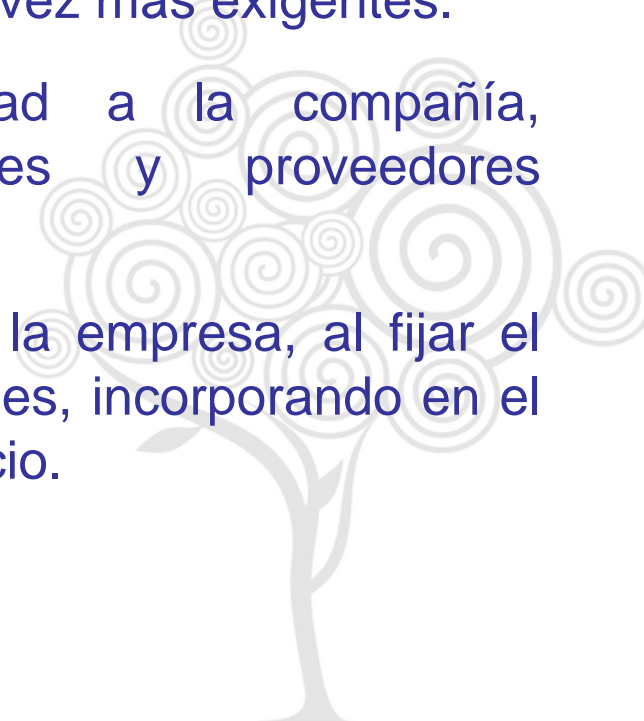 vez más exigentes.
ad a la compañía,
es y proveedores
la empresa, al fijar el
es, incorporando en el
cio.